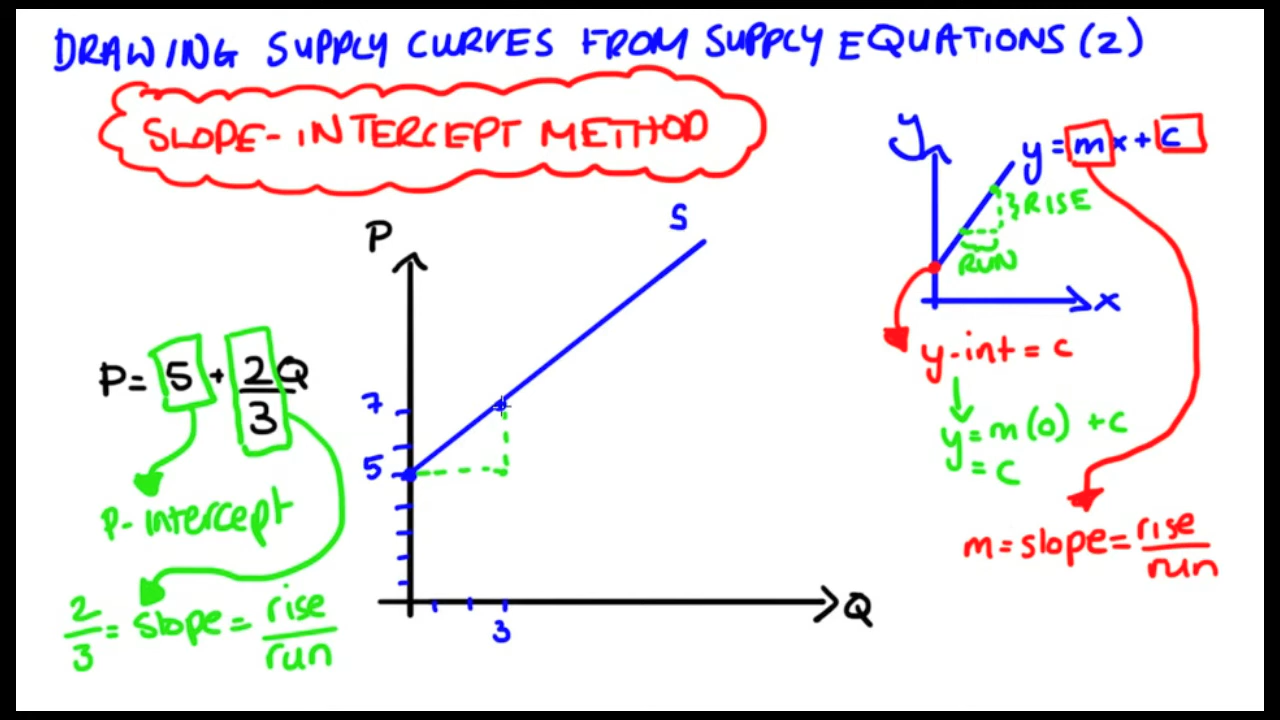 DRAWING SUPPLY CURVES FROM SUPPLY EQUATIONS (2)
SLOPE-INTERCEPT METHOD
P = 5 + 2/3 Q
P-intercept
2/3 = slope = rise/run
P
S
7
5
3
Q
y
y = mx + c
RISE
RUN
x
y-int = c
y = m(0) + c
= c
m = slope = rise/run